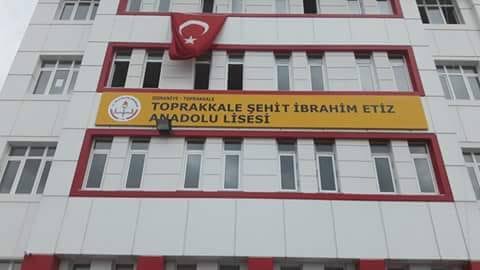 OSMANİYE - TOPRAKKALE
TOPRAKKALE ŞEHİT İBRAHİM ETİZ
ANADOLU LİSESİ